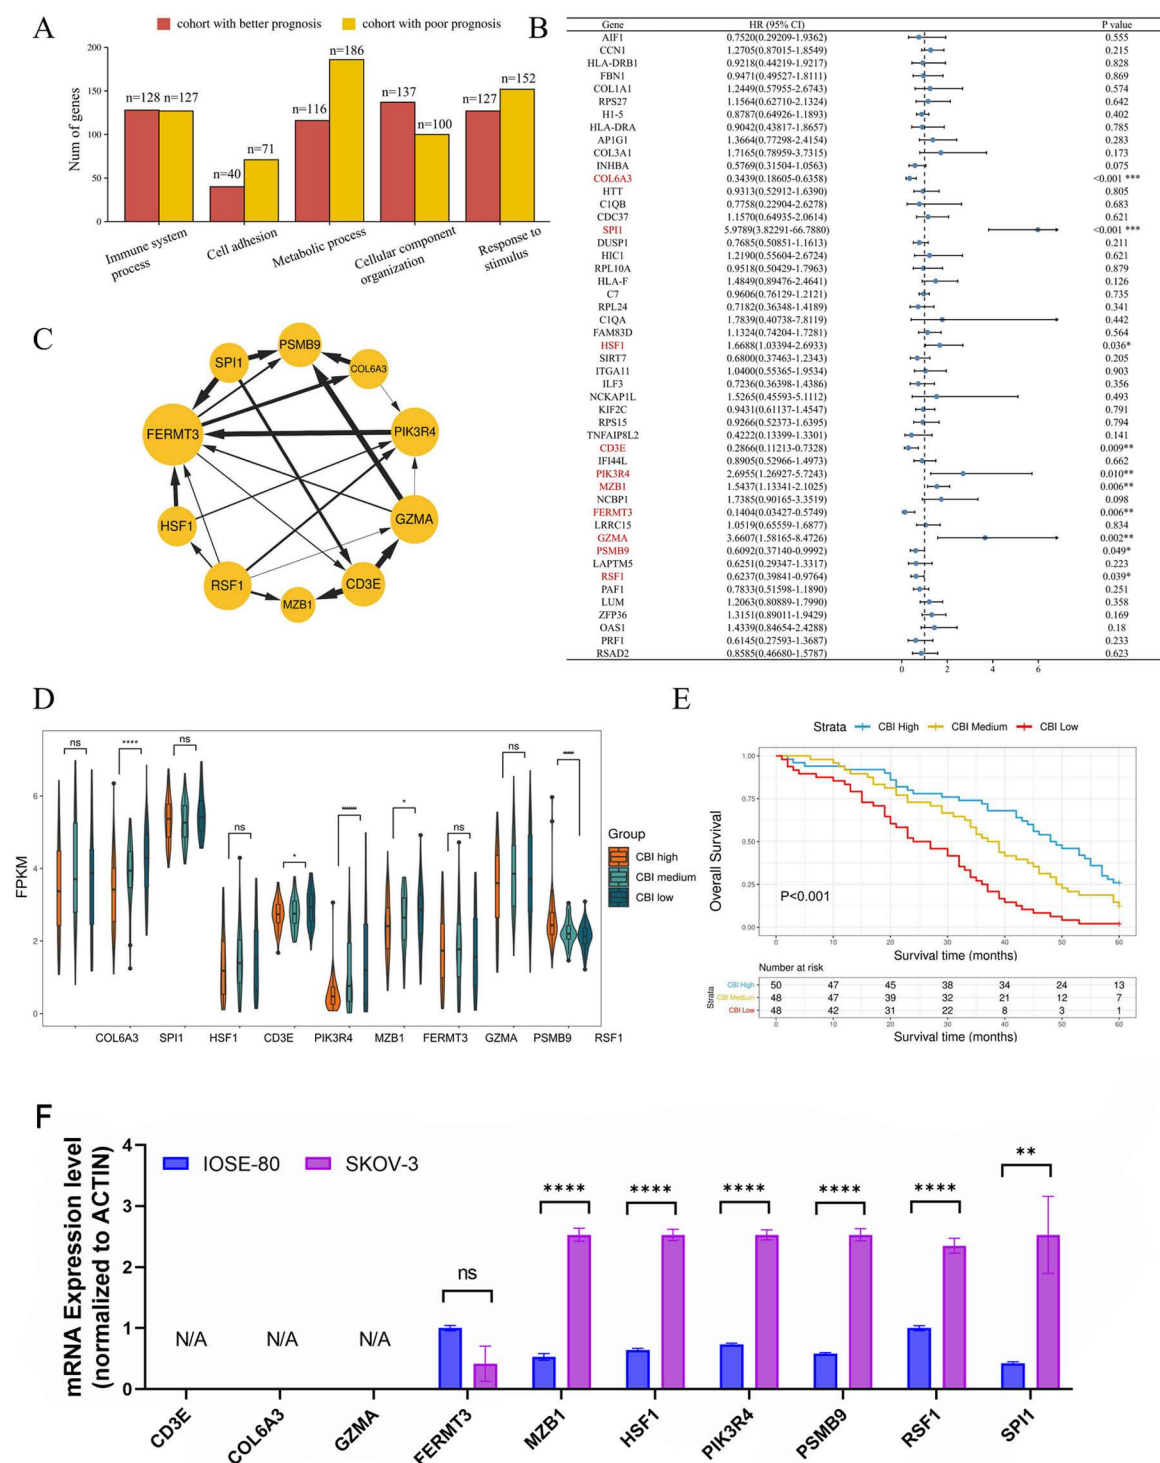 A
cohort with better prognosis
cohort with poor prognosis
Num of genes
200
150
100
50
0
n=128
n=127
n=40
n=71
n=116
n=186
n=137
n=100
n=127
n=152
Immune system process
Cell adhesion
Metabolic process
Cellular component organization
Response to stimulus
B
Gene HR (95% CI) P value
AIF1 0.7520(0.29209-1.9362) 0.555
CCN1 1.2705(0.87015-1.8549) 0.215
HLA-DRB1 0.9218(0.44219-1.9217) 0.828
FBN1 0.9471(0.49527-1.8111) 0.869
COL1A1 1.2449(0.57955-2.6743) 0.574
RPS27 1.1564(0.62710-2.1324) 0.642
H1-5 0.8787(0.64926-1.1893) 0.402
HLA-DRA 0.9042(0.43817-1.8657) 0.785
AP1G1 1.3664(0.77298-2.4154) 0.283
COL3A1 1.7165(0.78959-3.7315) 0.173
INHBA 0.5769(0.31504-1.0563) 0.075
COL6A3 0.3439(0.18605-0.6358) <0.001 ***
HTT 0.9313(0.52912-1.6390) 0.805
C1QB 0.7758(0.22904-2.6278) 0.683
CDC37 1.1570(0.64935-2.0614) 0.621
SPI1 5.9789(3.82291-66.7880) <0.001 ***
DUSP1 0.7685(0.50851-1.1613) 0.211
HIC1 1.2190(0.55604-2.6724) 0.621
RPL10A 0.9518(0.50429-1.7963) 0.879
HLA-F 1.4849(0.89476-2.4641) 0.126
C7 0.9606(0.76129-1.2121) 0.735
RPL24 0.7182(0.36348-1.4189) 0.341
C1QA 1.7839(0.40738-7.8119) 0.442
FAM83D 1.1324(0.74204-1.7281) 0.564
HSF1 1.6688(1.03394-2.6933) 0.036*
SIRT7 0.6800(0.37463-1.2343) 0.205
ITGA11 1.0400(0.55365-1.9534) 0.903
ILF3 0.7236(0.36398-1.4386) 0.356
NCKAP1L 1.5265(0.45593-5.1112) 0.493
KIF2C 0.9431(0.61137-1.4547) 0.791
RPS15 0.9266(0.52373-1.6395) 0.794
TNFAIP8L2 0.4222(0.13399-1.3301) 0.141
CD3E 0.2866(0.11213-0.7328) 0.009**
IFI44L 0.8905(0.52966-1.4973) 0.662
PIK3R4 2.6955(1.26927-5.7243) 0.010**
MZB1 1.5437(1.13341-2.1025) 0.006**
NCBP1 1.7385(0.90165-3.3519) 0.098
FERMT3 0.1404(0.03427-0.5749) 0.006**
LRRC15 1.0519(0.65559-1.6877) 0.834
GZMA 3.6607(1.58165-8.4726) 0.002**
PSMB9 0.6092(0.37140-0.9992) 0.049*
LAPTM5 0.6251(0.29347-1.3317) 0.223
RSF1 0.6237(0.39841-0.9764) 0.039*
PAF1 0.7833(0.51598-1.1890) 0.251
LUM 1.2063(0.80889-1.7990) 0.358
ZFP36 1.3151(0.89011-1.9429) 0.169
OAS1 1.4339(0.84654-2.4288) 0.18
PRF1 0.6145(0.27593-1.3687) 0.233
RSAD2 0.8585(0.46680-1.5787) 0.623
0 2 4 6
C
PSMB9
SPI1
COL6A3
FERMT3
PIK3R4
HSF1
GZMA
RSF1
CD3E
MZB1
D
FPKM
6
4
2
0
ns
****
ns
ns
*
*
ns
ns
Group
CBI high
CBI medium
CBI low
COL6A3 SPI1 HSF1 CD3E PIK3R4 MZB1 FERMT3 GZMA PSMB9 RSF1
E
Strata CBI High CBI Medium CBI Low
Overall Survival
1.00
0.75
0.50
0.25
0.00
P<0.001
0 10 20 30 40 50 60
Survival time (months)
Number at risk
Strata
CBI High 50 47 45 38 34 24 13
CBI Medium 48 47 39 32 21 12 7
CBI Low 48 42 31 22 8 3 1
0 10 20 30 40 50 60
Survival time (months)
F
mRNA Expression level
(normalized to ACTIN)
IOSE-80
SKOV-3
4
3
2
1
0
N/A
N/A
N/A
ns
****
****
****
****
****
**
CD3E
COL6A3
GZMA
FERMT3
MZB1
HSF1
PIK3R4
PSMB9
RSF1
SPI1